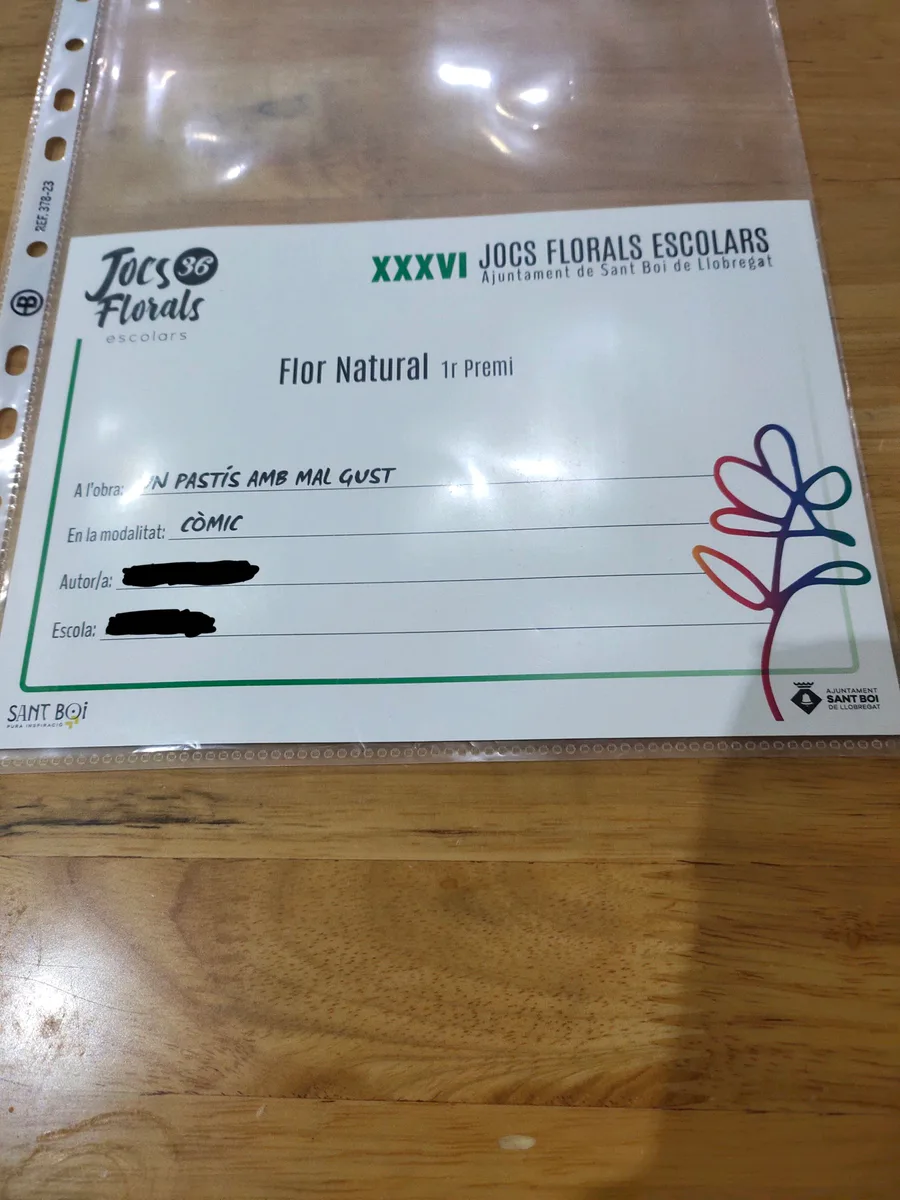 REF. 378-23
Jocs 36
Florals
escolars
XXXVI JOCS FLORALS ESCOLARS
Ajuntament de Sant Boi de Llobregat
Flor Natural 1r Premi
A l'obra: UN PASTÍS AMB MAL GUST
En la modalitat: CÒMIC
Autor/a:
Escola:
SANT BOi
PURA INSPIRACIÓ
AJUNTAMENT
SANT BOI
DE LLOBREGAT